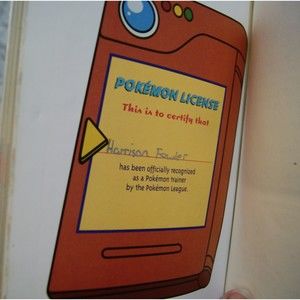 POKÉMON LICENSE
This is to certify that
Harrison Fowler
has been officially recognized
as a Pokémon trainer
by the Pokémon League.